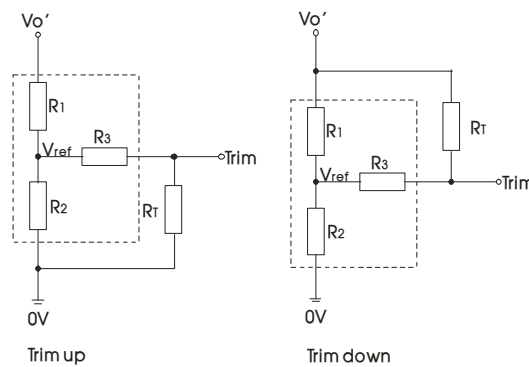 Vo'
R1
Vref
R3
Trim
R2
RT
0V
Trim up
Vo'
R1
RT
Vref
R3
Trim
R2
0V
Trim down